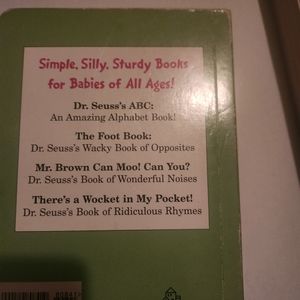 Simple, Silly, Sturdy Books
for Babies of All Ages!
Dr. Seuss's ABC:
An Amazing Alphabet Book!
The Foot Book:
Dr. Seuss's Wacky Book of Opposites
Mr. Brown Can Moo! Can You?
Dr. Seuss's Book of Wonderful Noises
There's a Wocket in My Pocket!
Dr. Seuss's Book of Ridiculous Rhymes